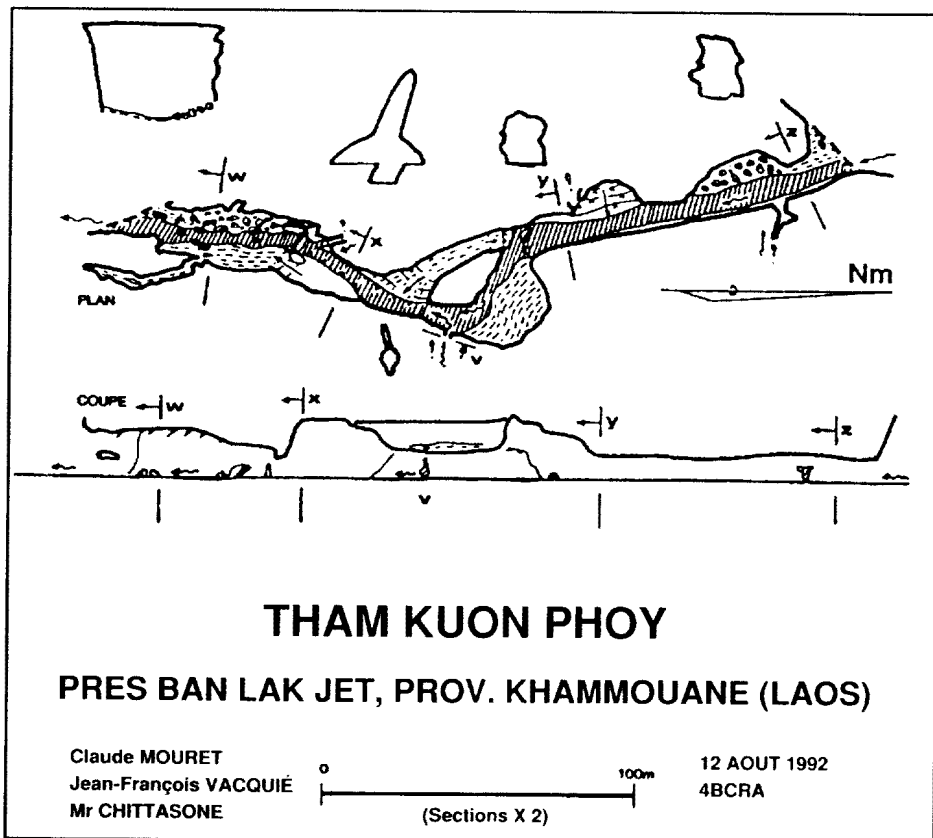 w
z
y
x
Nm
PLAN
v
COUPE
w
x
y
z
v
THAM KUON PHOY
PRES BAN LAK JET, PROV. KHAMMOUANE (LAOS)
Claude MOURET
Jean-François VACQUIÉ
Mr CHITTASONE
0
100m
(Sections X 2)
12 AOUT 1992
4BCRA